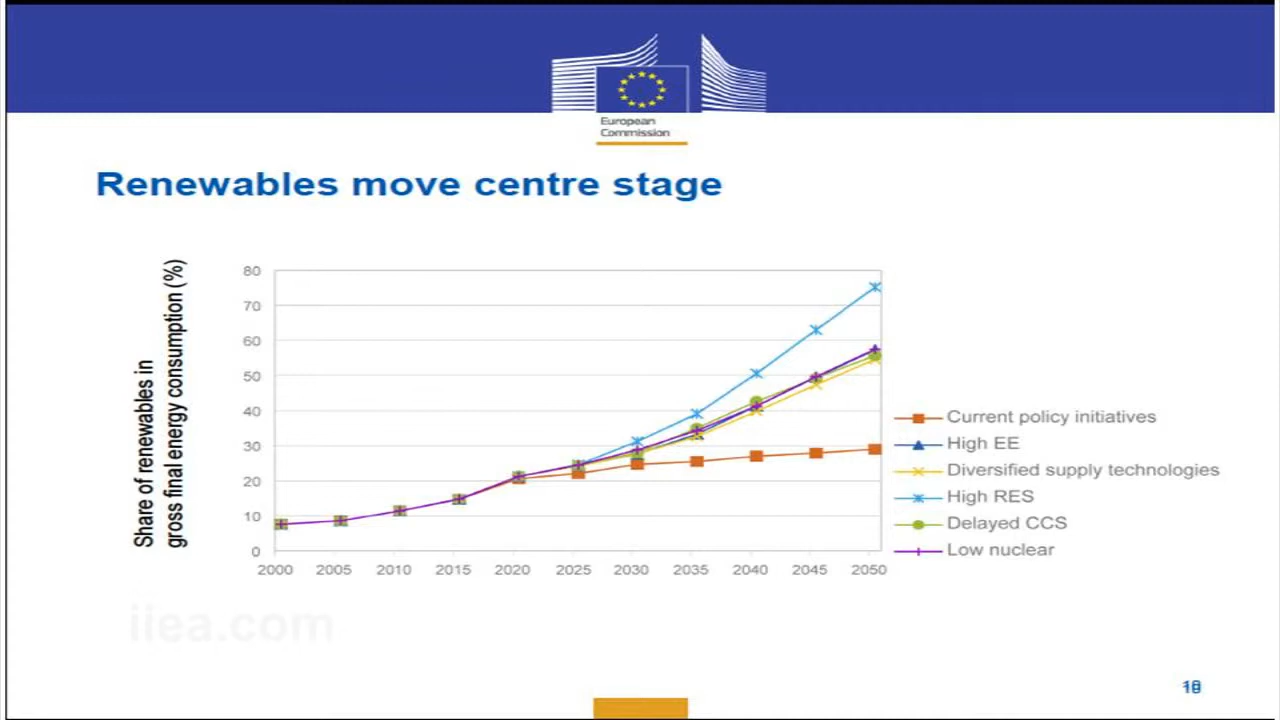 European
Commission
Renewables move centre stage
Share of renewables in
gross final energy consumption (%)
80
70
60
50
40
30
20
10
0
2000 2005 2010 2015 2020 2025 2030 2035 2040 2045 2050
Current policy initiatives
High EE
Diversified supply technologies
High RES
Delayed CCS
Low nuclear
iiea.com